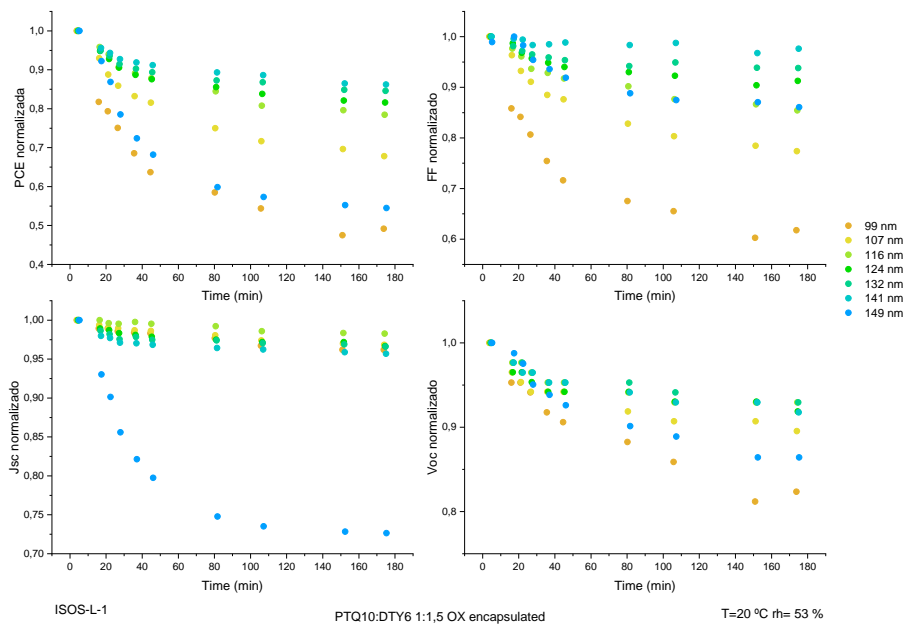 1,0
0,9
0,8
0,7
0,6
0,5
0,4
PCE normalizada
0 20 40 60 80 100 120 140 160 180
Time (min)
1,0
0,9
0,8
0,7
0,6
FF normalizado
0 20 40 60 80 100 120 140 160 180
Time (min)
99 nm
107 nm
116 nm
124 nm
132 nm
141 nm
149 nm
1,00
0,95
0,90
0,85
0,80
0,75
0,70
Jsc normalizado
0 20 40 60 80 100 120 140 160 180
Time (min)
1,0
0,9
0,8
Voc normalizado
0 20 40 60 80 100 120 140 160 180
Time (min)
ISOS-L-1
PTQ10:DTY6 1:1,5 OX encapsulated
T=20 ºC rh= 53 %